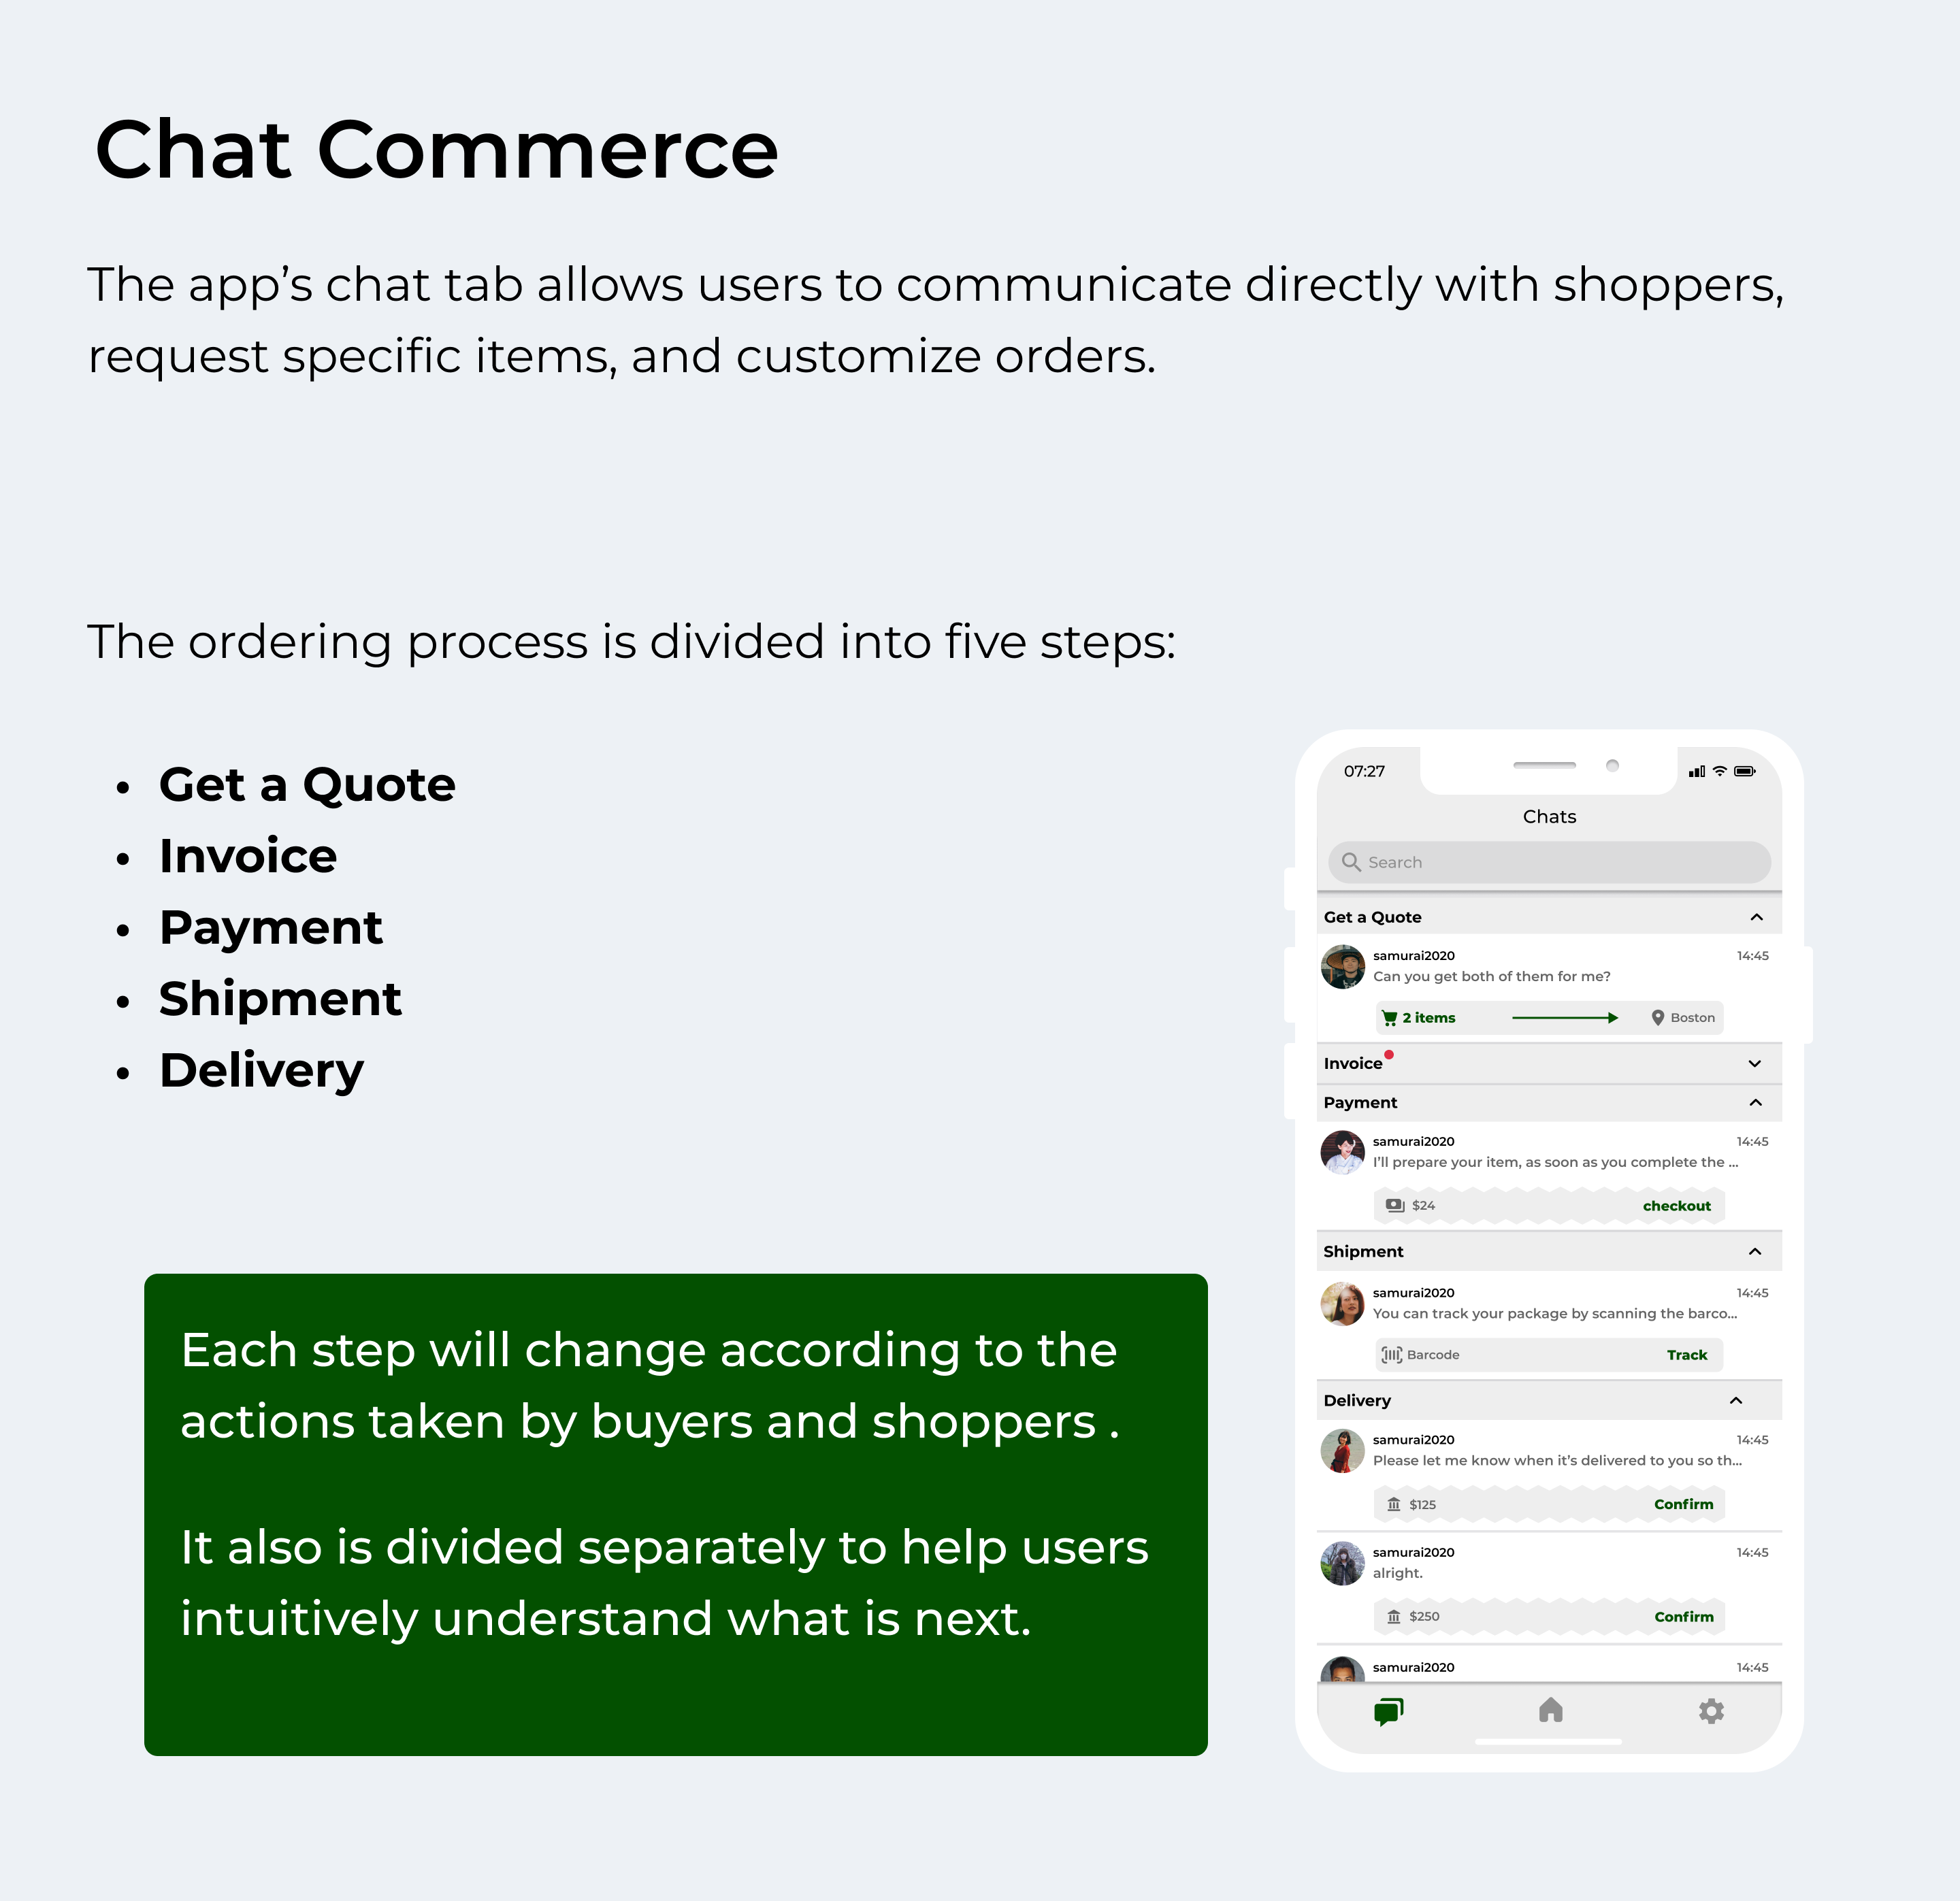 Chat Commerce
The app’s chat tab allows users to communicate directly with shoppers,
request specific items, and customize orders.
The ordering process is divided into five steps:
• Get a Quote
• Invoice
• Payment
• Shipment
• Delivery
Each step will change according to the
actions taken by buyers and shoppers .
It also is divided separately to help users
intuitively understand what is next.
07:27
Chats
Search
Get a Quote
samurai2020 14:45
Can you get both of them for me?
2 items Boston
Invoice
Payment
samurai2020 14:45
I’ll prepare your item, as soon as you complete the ...
$24 checkout
Shipment
samurai2020 14:45
You can track your package by scanning the barco...
Barcode Track
Delivery
samurai2020 14:45
Please let me know when it’s delivered to you so th...
$125 Confirm
samurai2020 14:45
alright.
$250 Confirm
samurai2020 14:45